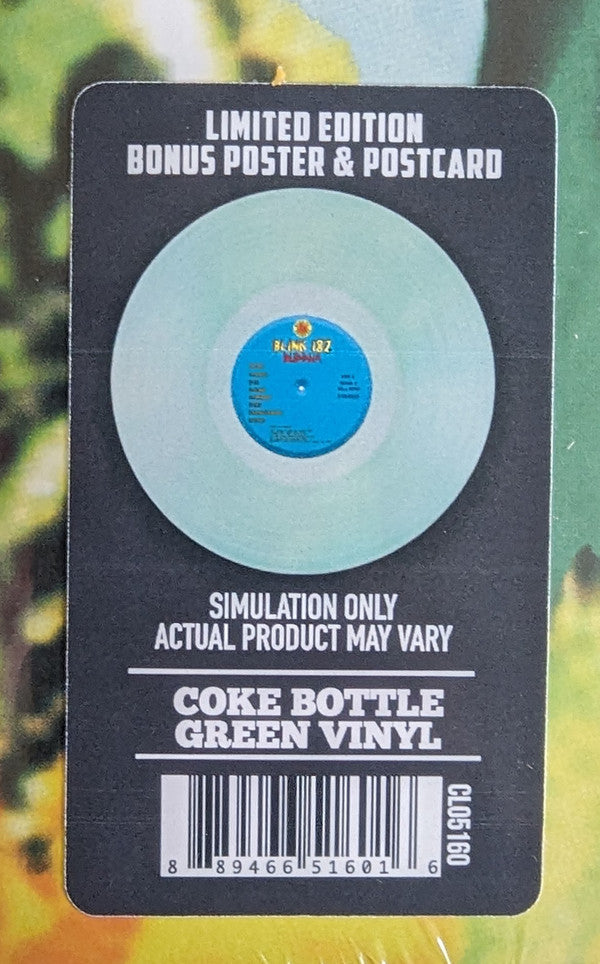 LIMITED EDITION
BONUS POSTER & POSTCARD
BLINK 182
SIMULATION ONLY
ACTUAL PRODUCT MAY VARY
COKE BOTTLE
GREEN VINYL
8 89466 51601 6
CLO5160